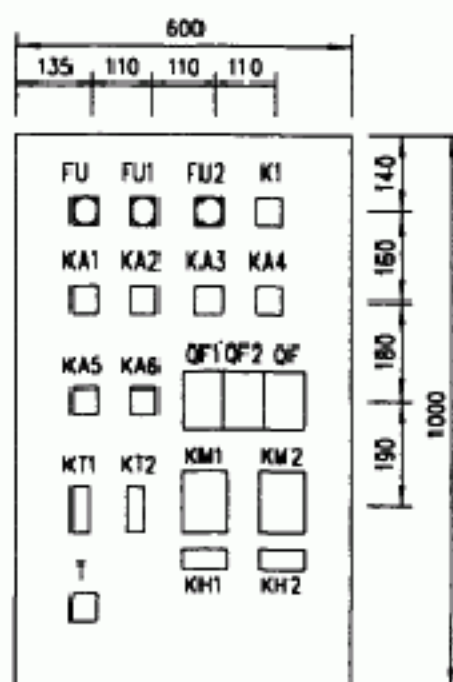 600
135 110 110 110
FU FU1 FU2 K1
140
KA1 KA2 KA3 KA4
160
QF1 QF2 QF
180
KA5 KA6
1000
190
KT1 KT2 KM1 KM2
T
KH1 KH2